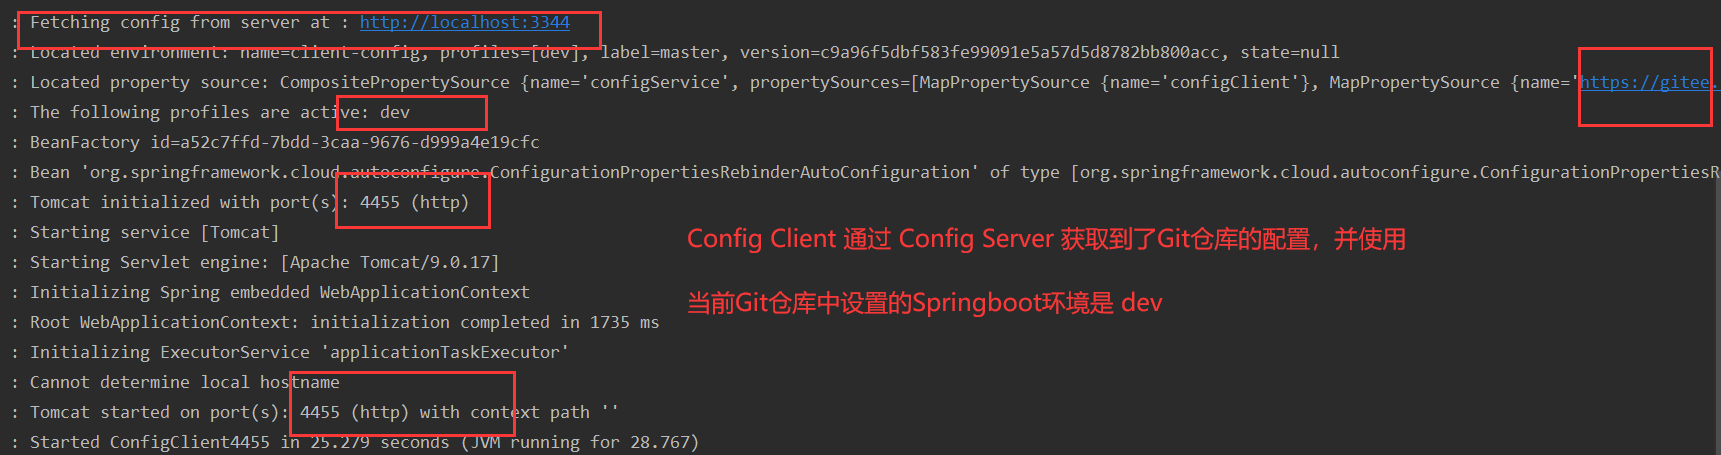 : Fetching config from server at : http://localhost:3344
: Located environment: name=client-config, profiles=[dev], label=master, version=c9a96f5dbf583fe99091e5a57d5d8782bb800acc, state=null
: Located property source: CompositePropertySource {name='configService', propertySources=[MapPropertySource {name='configClient'}, MapPropertySource {name='https://gitee.
: The following profiles are active: dev
: BeanFactory id=a52c7ffd-7bdd-3caa-9676-d999a4e19cfc
: Bean 'org.springframework.cloud.autoconfigure.ConfigurationPropertiesRebinderAutoConfiguration' of type [org.springframework.cloud.autoconfigure.ConfigurationPropertiesR
: Tomcat initialized with port(s): 4455 (http)
: Starting service [Tomcat]
Config Client 通过 Config Server 获取到了Git仓库的配置，并使用
: Starting Servlet engine: [Apache Tomcat/9.0.17]
: Initializing Spring embedded WebApplicationContext
当前Git仓库中设置的Springboot环境是 dev
: Root WebApplicationContext: initialization completed in 1735 ms
: Initializing ExecutorService 'applicationTaskExecutor'
: Cannot determine local hostname
: Tomcat started on port(s): 4455 (http) with context path ''
: Started ConfigClient4455 in 25.279 seconds (JVM running for 28.767)